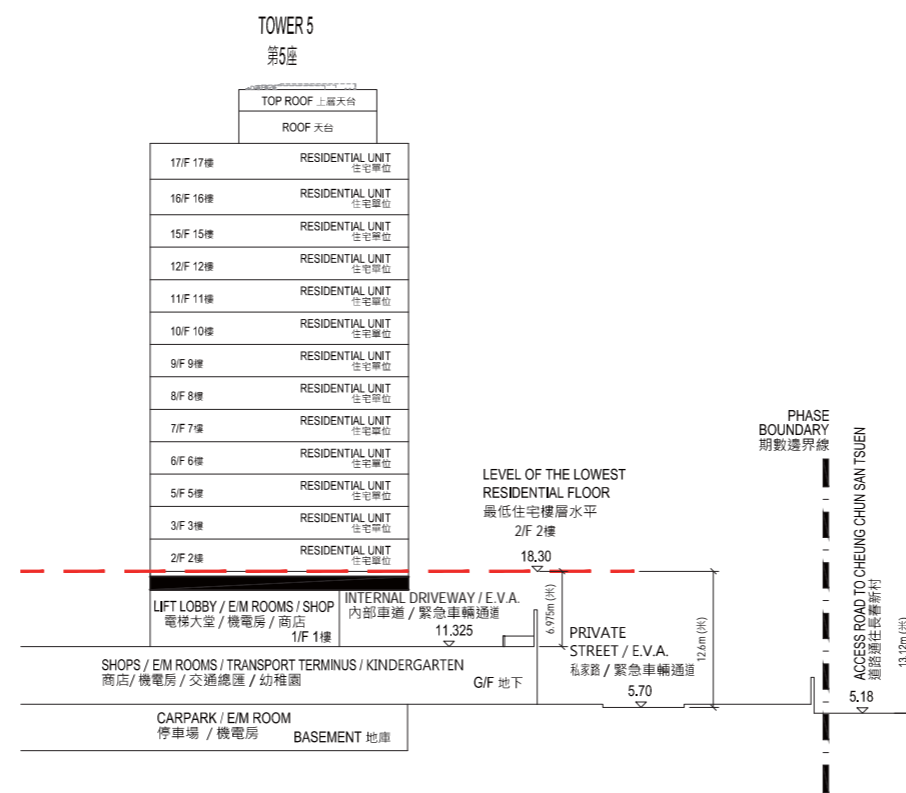 TOWER 5
第5座
TOP ROOF 上層天台
ROOF 天台
17/F 17樓 RESIDENTIAL UNIT
住宅單位
16/F 16樓 RESIDENTIAL UNIT
住宅單位
15/F 15樓 RESIDENTIAL UNIT
住宅單位
12/F 12樓 RESIDENTIAL UNIT
住宅單位
11/F 11樓 RESIDENTIAL UNIT
住宅單位
10/F 10樓 RESIDENTIAL UNIT
住宅單位
9/F 9樓 RESIDENTIAL UNIT
住宅單位
8/F 8樓 RESIDENTIAL UNIT
住宅單位
7/F 7樓 RESIDENTIAL UNIT
住宅單位
6/F 6樓 RESIDENTIAL UNIT
住宅單位
5/F 5樓 RESIDENTIAL UNIT
住宅單位
3/F 3樓 RESIDENTIAL UNIT
住宅單位
2/F 2樓 RESIDENTIAL UNIT
住宅單位
LEVEL OF THE LOWEST
RESIDENTIAL FLOOR
最低住宅樓層水平
2/F 2樓
18.30
PHASE
BOUNDARY
期數邊界線
LIFT LOBBY / E/M ROOMS / SHOP
電梯大堂 / 機電房 / 商店
1/F 1樓
INTERNAL DRIVEWAY / E.V.A.
內部車道 / 緊急車輛通道
11.325
6.975m (米)
PRIVATE
STREET / E.V.A.
私家路 / 緊急車輛通道
5.70
12.6m (米)
ACCESS ROAD TO CHEUNG CHUN SAN TSUEN
道路通往長春新村
5.18
13.12m (米)
SHOPS / E/M ROOMS / TRANSPORT TERMINUS / KINDERGARTEN
商店/ 機電房 / 交通總匯 / 幼稚園
G/F 地下
CARPARK / E/M ROOM
停車場 / 機電房
BASEMENT 地庫